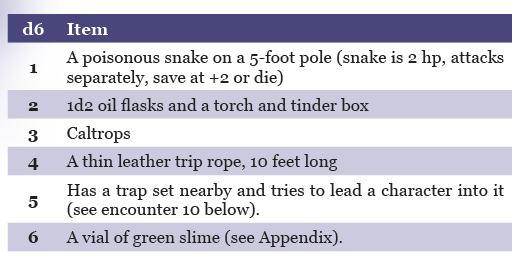 d6 Item
1 A poisonous snake on a 5-foot pole (snake is 2 hp, attacks
separately, save at +2 or die)
2 1d2 oil flasks and a torch and tinder box
3 Caltrops
4 A thin leather trip rope, 10 feet long
5 Has a trap set nearby and tries to lead a character into it
(see encounter 10 below).
6 A vial of green slime (see Appendix).